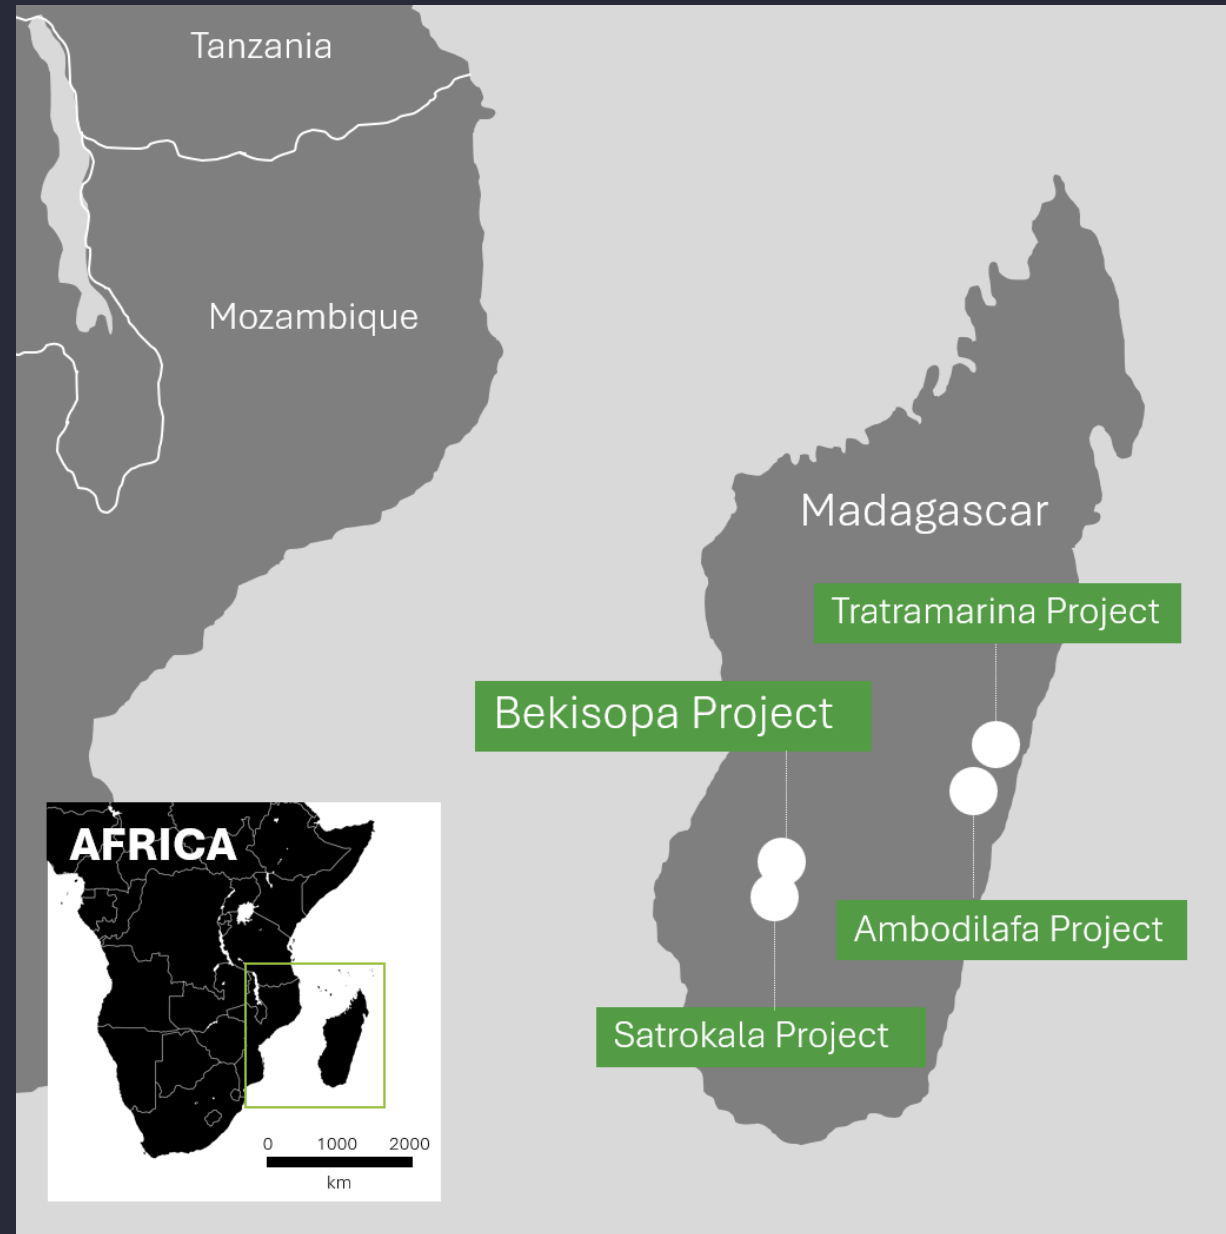 Tanzania
Mozambique
Madagascar
Tratramarina Project
Bekisopa Project
Ambodilafa Project
Satrokala Project
AFRICA
0 1000 2000
km